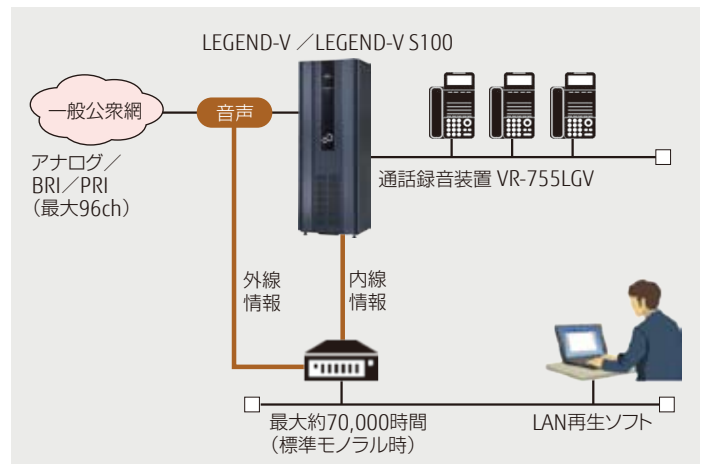 LEGEND-V ／LEGEND-V S100
一般公衆網
音声
アナログ／
BRI／PRI
（最大96ch）
通話録音装置 VR-755LGV
外線
情報
内線
情報
最大約70,000時間
（標準モノラル時）
LAN再生ソフト